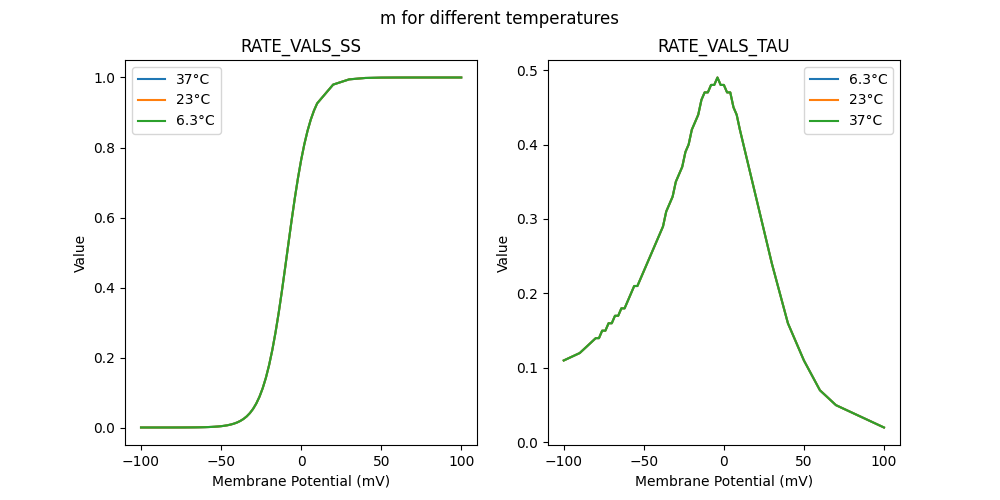 m for different temperatures
RATE_VALS_SS
RATE_VALS_TAU
37°C
23°C
6.3°C
6.3°C
23°C
37°C
1.0
0.8
0.6
0.4
0.2
0.0
Value
0.5
0.4
0.3
0.2
0.1
0.0
Value
−100
−50
0
50
100
Membrane Potential (mV)
−100
−50
0
50
100
Membrane Potential (mV)